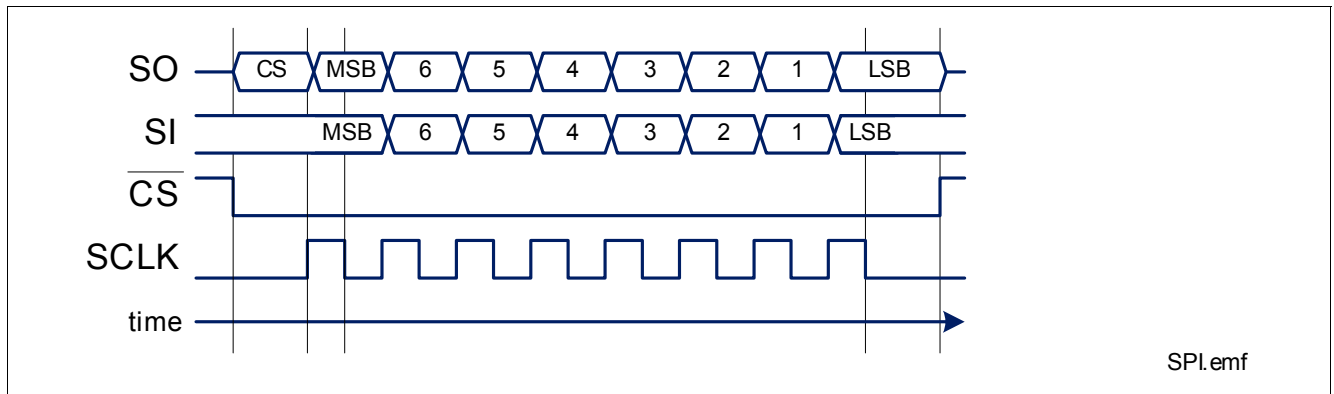 SO CS MSB 6 5 4 3 2 1 LSB
SI MSB 6 5 4 3 2 1 LSB
CS
SCLK
time
SPI.emf